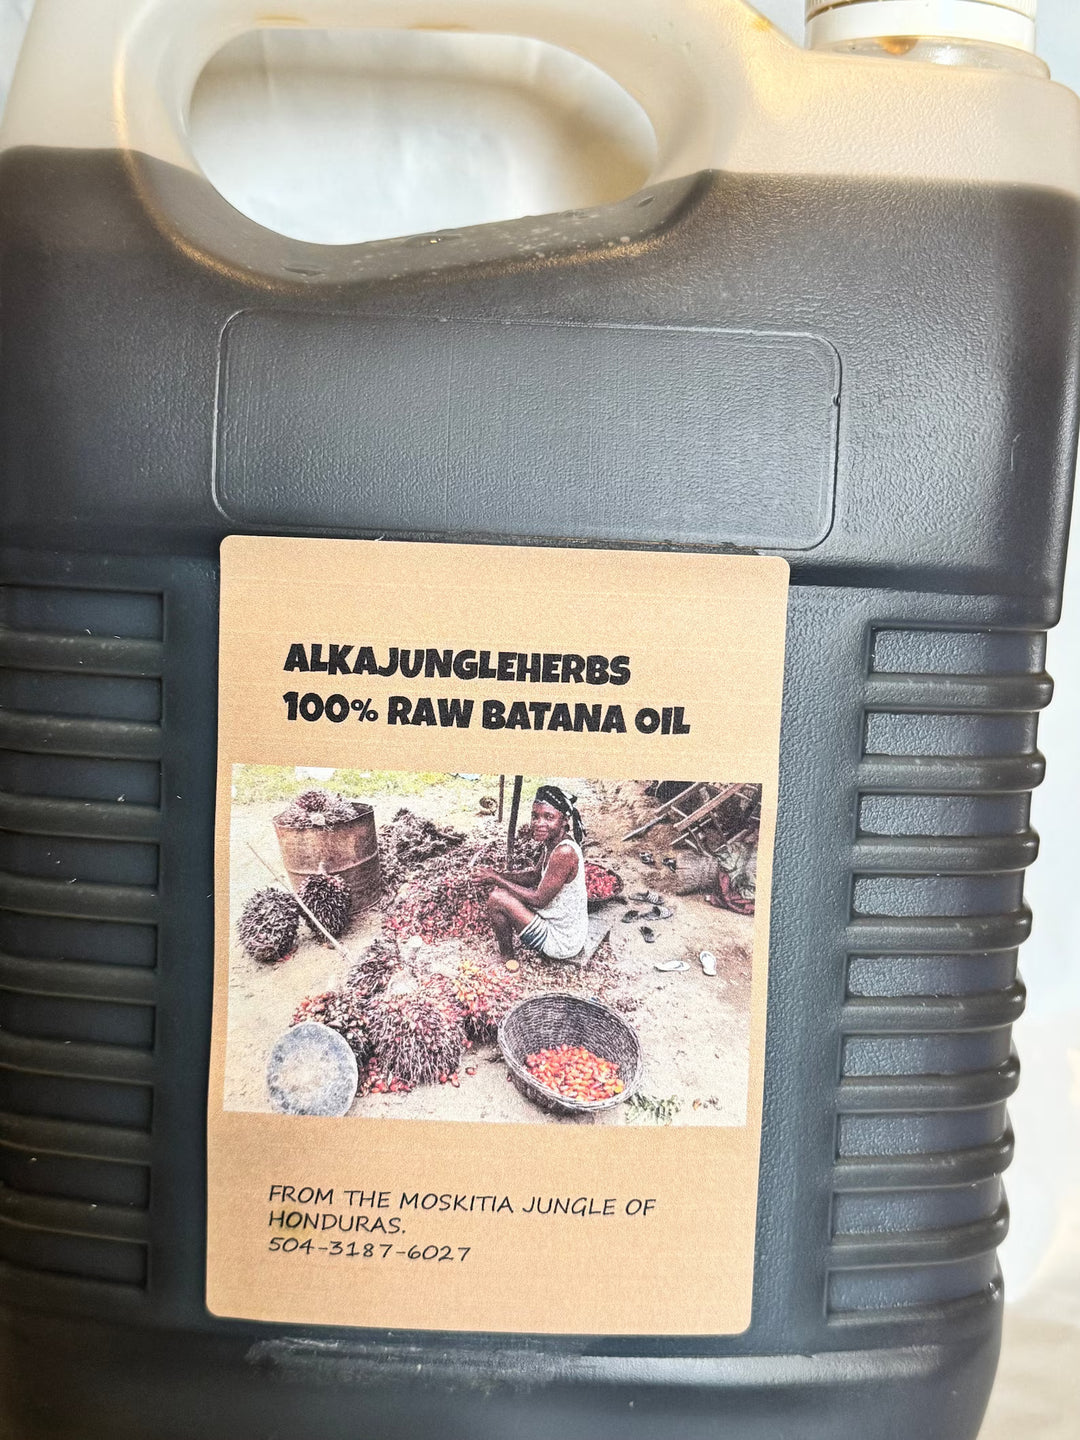 ALKAJUNGLEHERBS
100% RAW BATANA OIL
FROM THE MOSKITIA JUNGLE OF
HONDURAS.
504-3187-6027